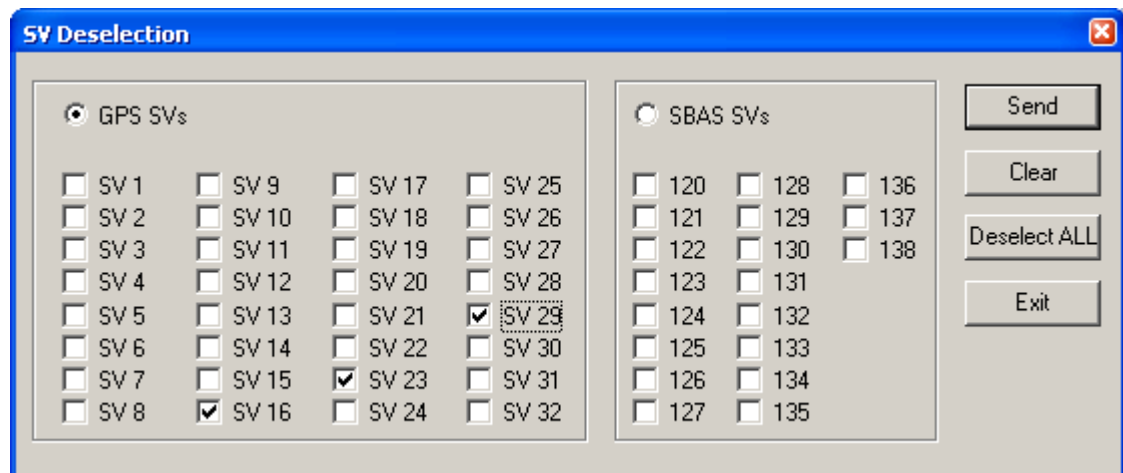 SV Deselection
GPS SVs
SV 1 SV 9 SV 17 SV 25
SV 2 SV 10 SV 18 SV 26
SV 3 SV 11 SV 19 SV 27
SV 4 SV 12 SV 20 SV 28
SV 5 SV 13 SV 21 SV 29
SV 6 SV 14 SV 22 SV 30
SV 7 SV 15 SV 23 SV 31
SV 8 SV 16 SV 24 SV 32
SBAS SVs
120 128 136
121 129 137
122 130 138
123 131
124 132
125 133
126 134
127 135
Send
Clear
Deselect ALL
Exit